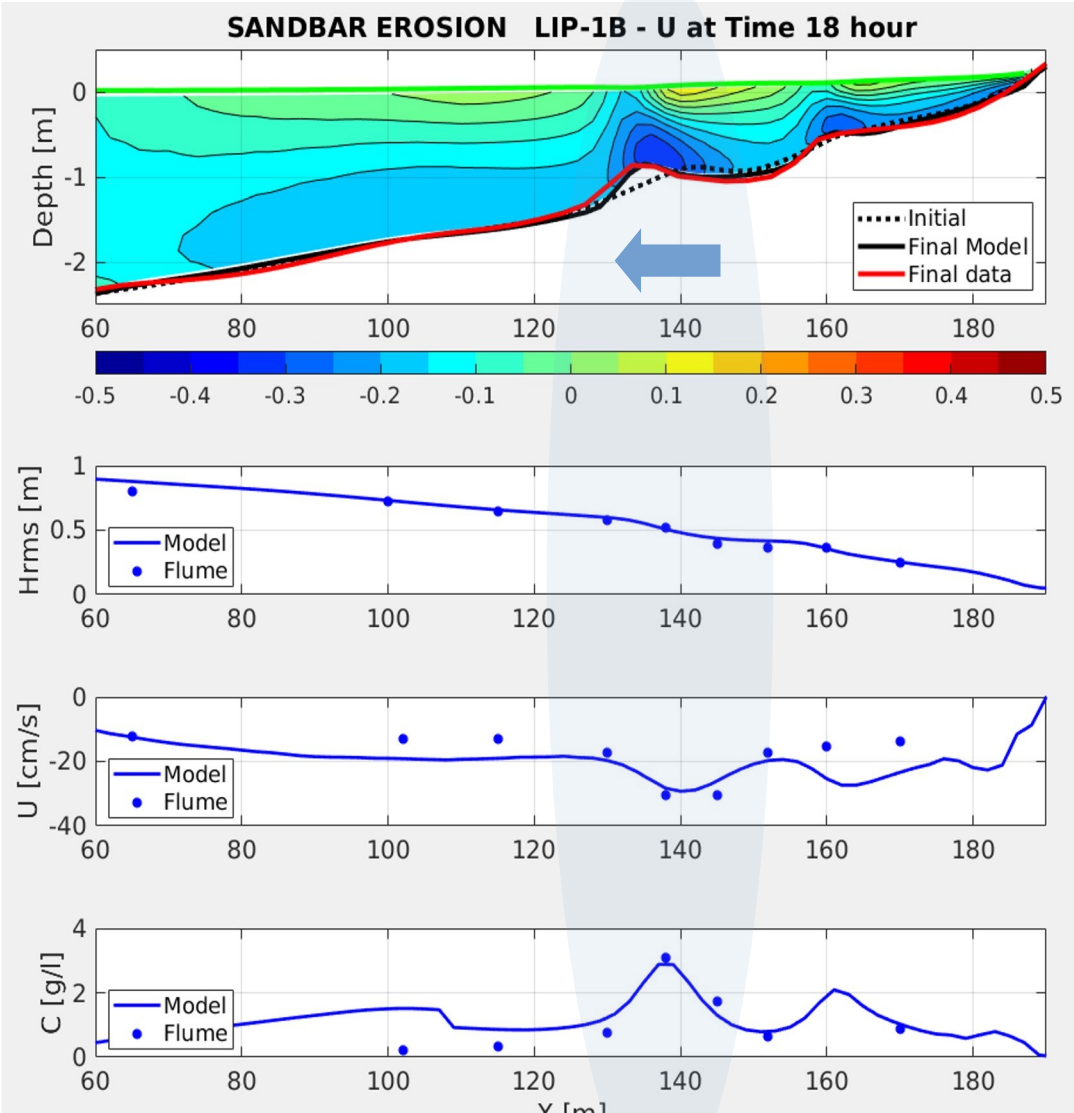 SANDBAR EROSION LIP-1B - U at Time 18 hour
Depth [m]
0
-1
-2
Initial
Final Model
Final data
60 80 100 120 140 160 180
-0.5 -0.4 -0.3 -0.2 -0.1 0 0.1 0.2 0.3 0.4 0.5
Hrms [m]
1
0.5
0
Model
Flume
60 80 100 120 140 160 180
U [cm/s]
0
-20
-40
Model
Flume
60 80 100 120 140 160 180
C [g/l]
4
2
0
Model
Flume
60 80 100 120 140 160 180
X [m]